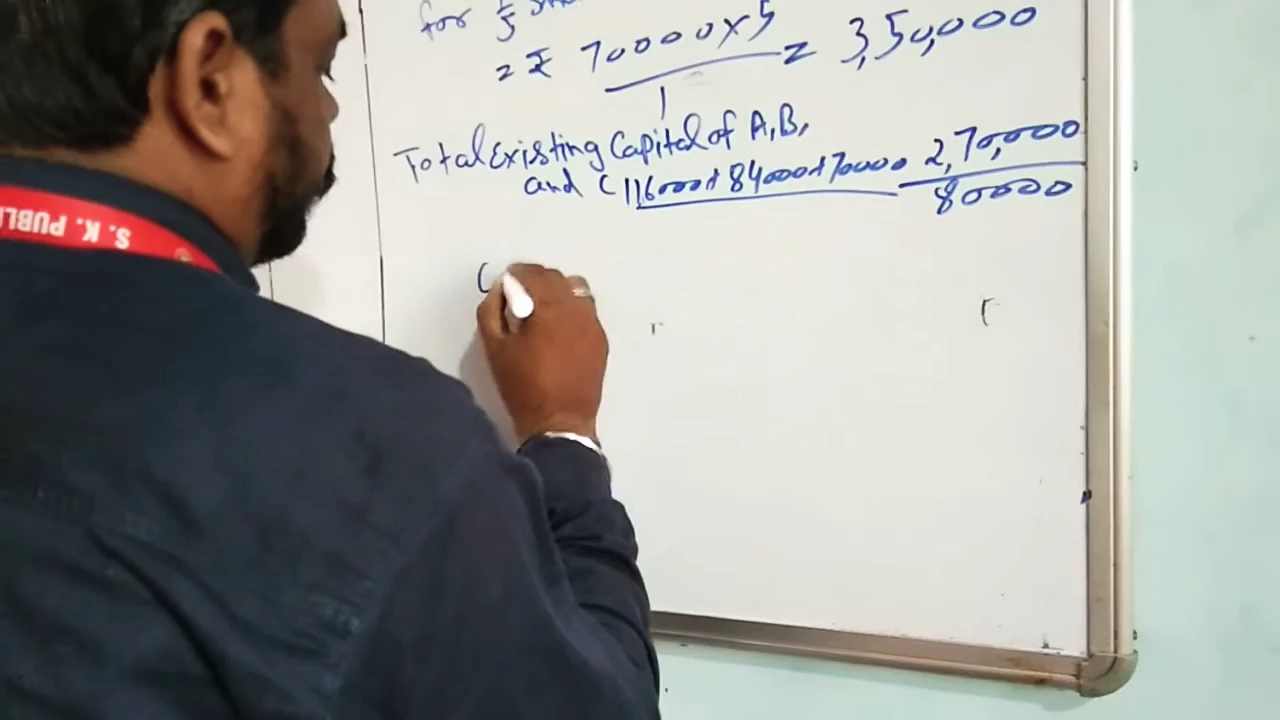 for 1/5
= ₹ 70000×5 = 3,50,000
1
Total Existing Capital of A, B,
and C 116000+84000+70000 2,70,000
80000
(
S. K. PUBLI